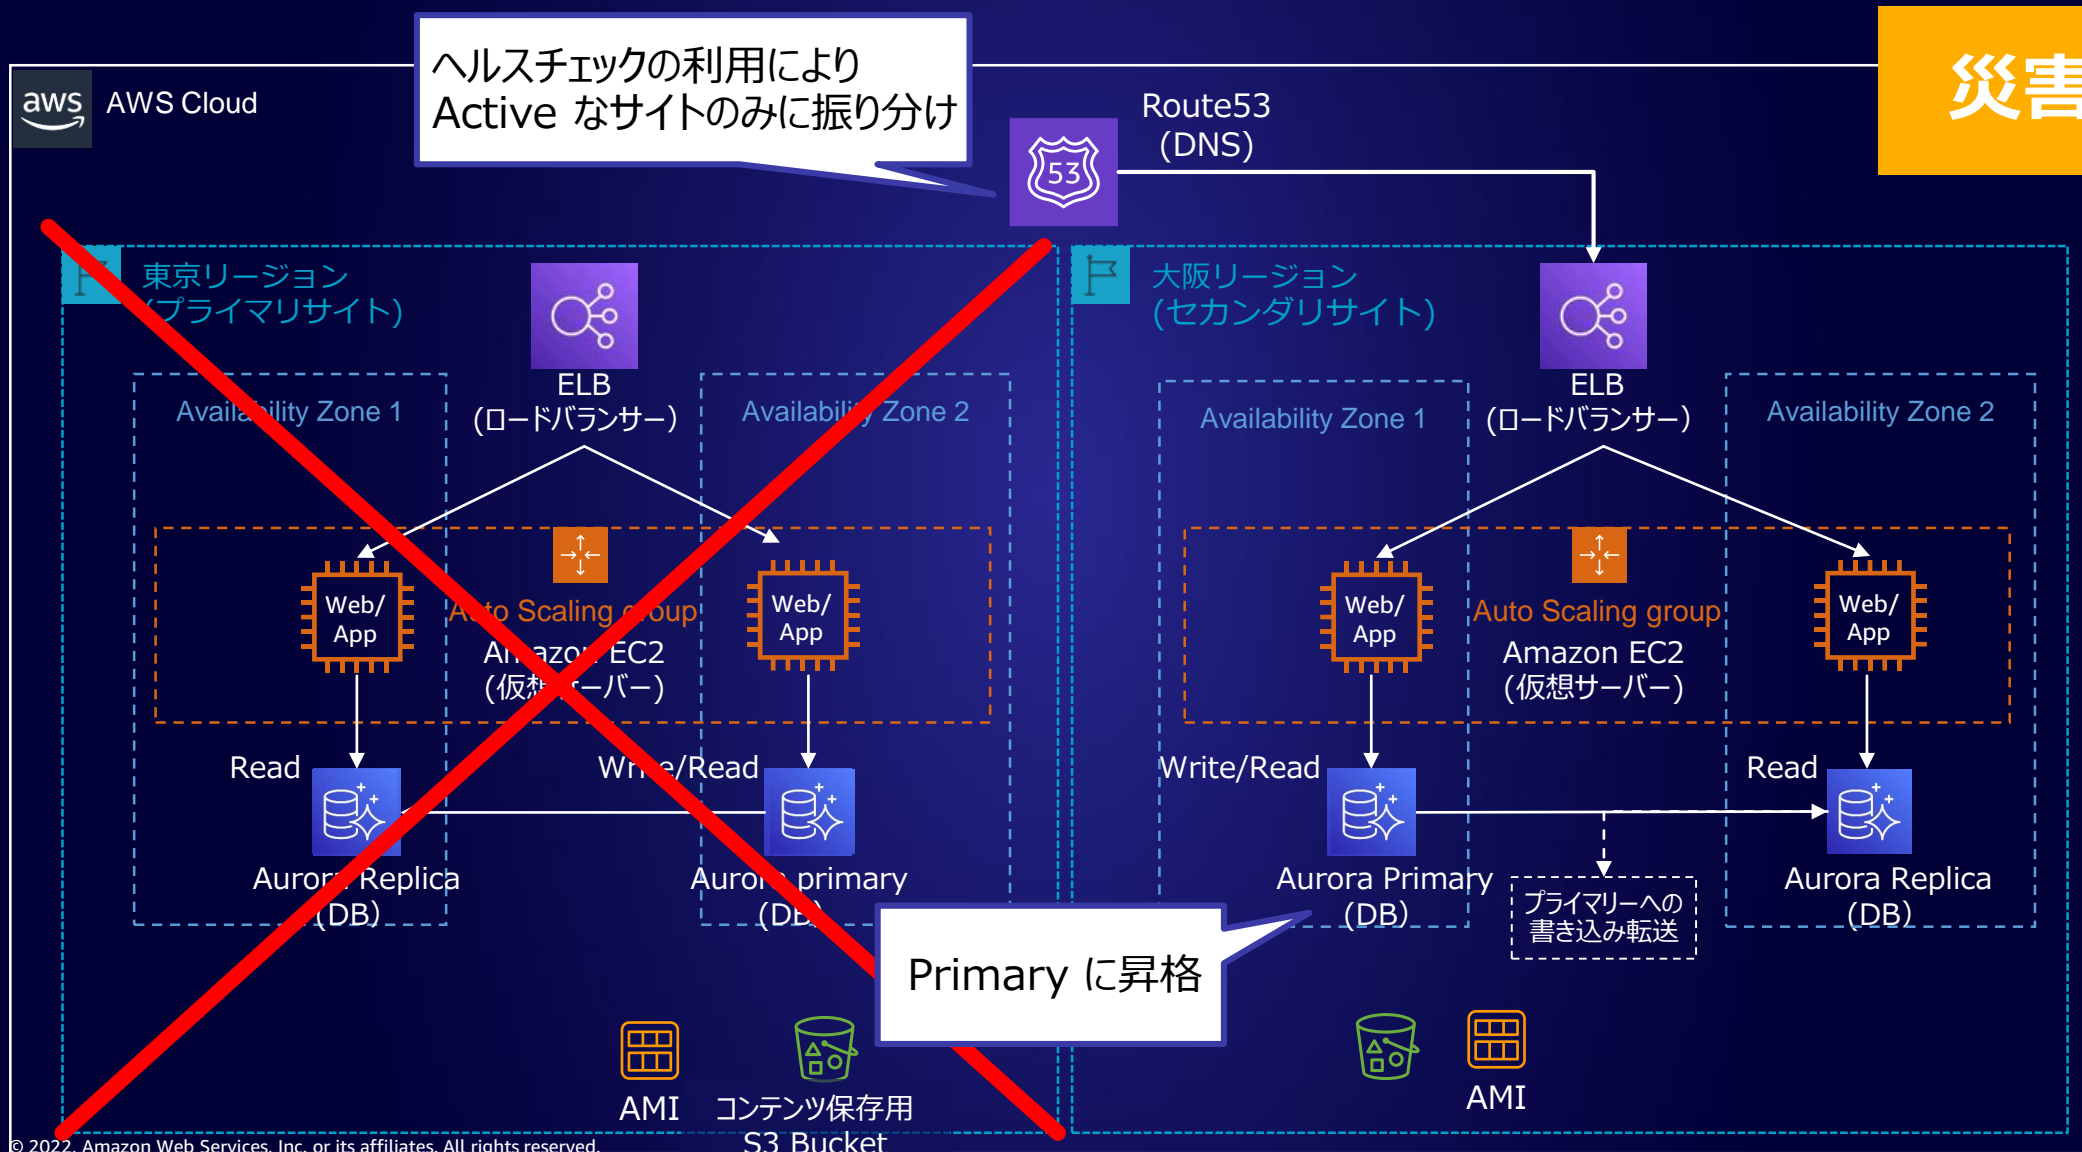 ヘルスチェックの利用により
Active なサイトのみに振り分け
災害
aws
AWS Cloud
Route53
(DNS)
53
東京リージョン
(プライマリサイト)
ELB
(ロードバランサー)
Availability Zone 1
Availability Zone 2
Web/
App
Auto Scaling group
Amazon EC2
(仮想サーバー)
Web/
App
Read
Write/Read
Aurora Replica
(DB)
Aurora primary
(DB)
AMI
コンテンツ保存用
S3 Bucket
Primary に昇格
大阪リージョン
(セカンダリサイト)
ELB
(ロードバランサー)
Availability Zone 1
Availability Zone 2
Web/
App
Auto Scaling group
Amazon EC2
(仮想サーバー)
Web/
App
Write/Read
Read
Aurora Primary
(DB)
プライマリーへの
書き込み転送
Aurora Replica
(DB)
AMI
© 2022, Amazon Web Services, Inc. or its affiliates. All rights reserved.